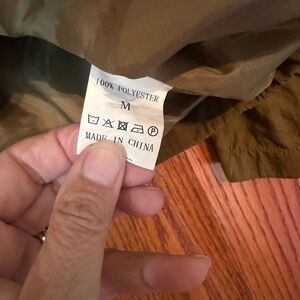 100% POLYESTER
M
P
MADE IN CHINA